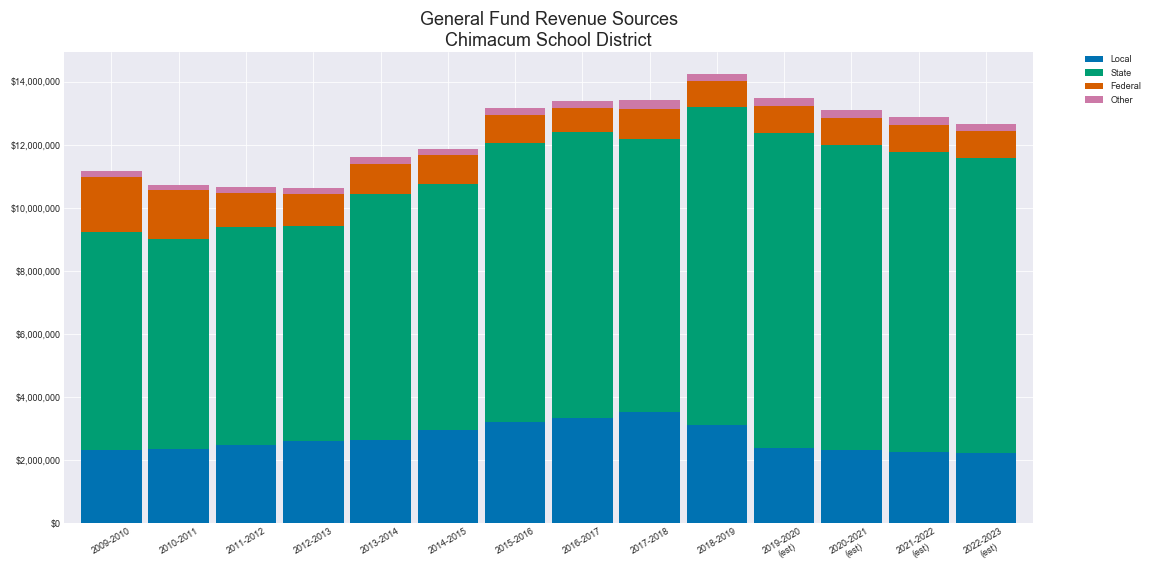 General Fund Revenue Sources
Chimacum School District
Local
State
Federal
Other
$14,000,000
$12,000,000
$10,000,000
$8,000,000
$6,000,000
$4,000,000
$2,000,000
$0
2009-2010
2010-2011
2011-2012
2012-2013
2013-2014
2014-2015
2015-2016
2016-2017
2017-2018
2018-2019
2019-2020
(est)
2020-2021
(est)
2021-2022
(est)
2022-2023
(est)